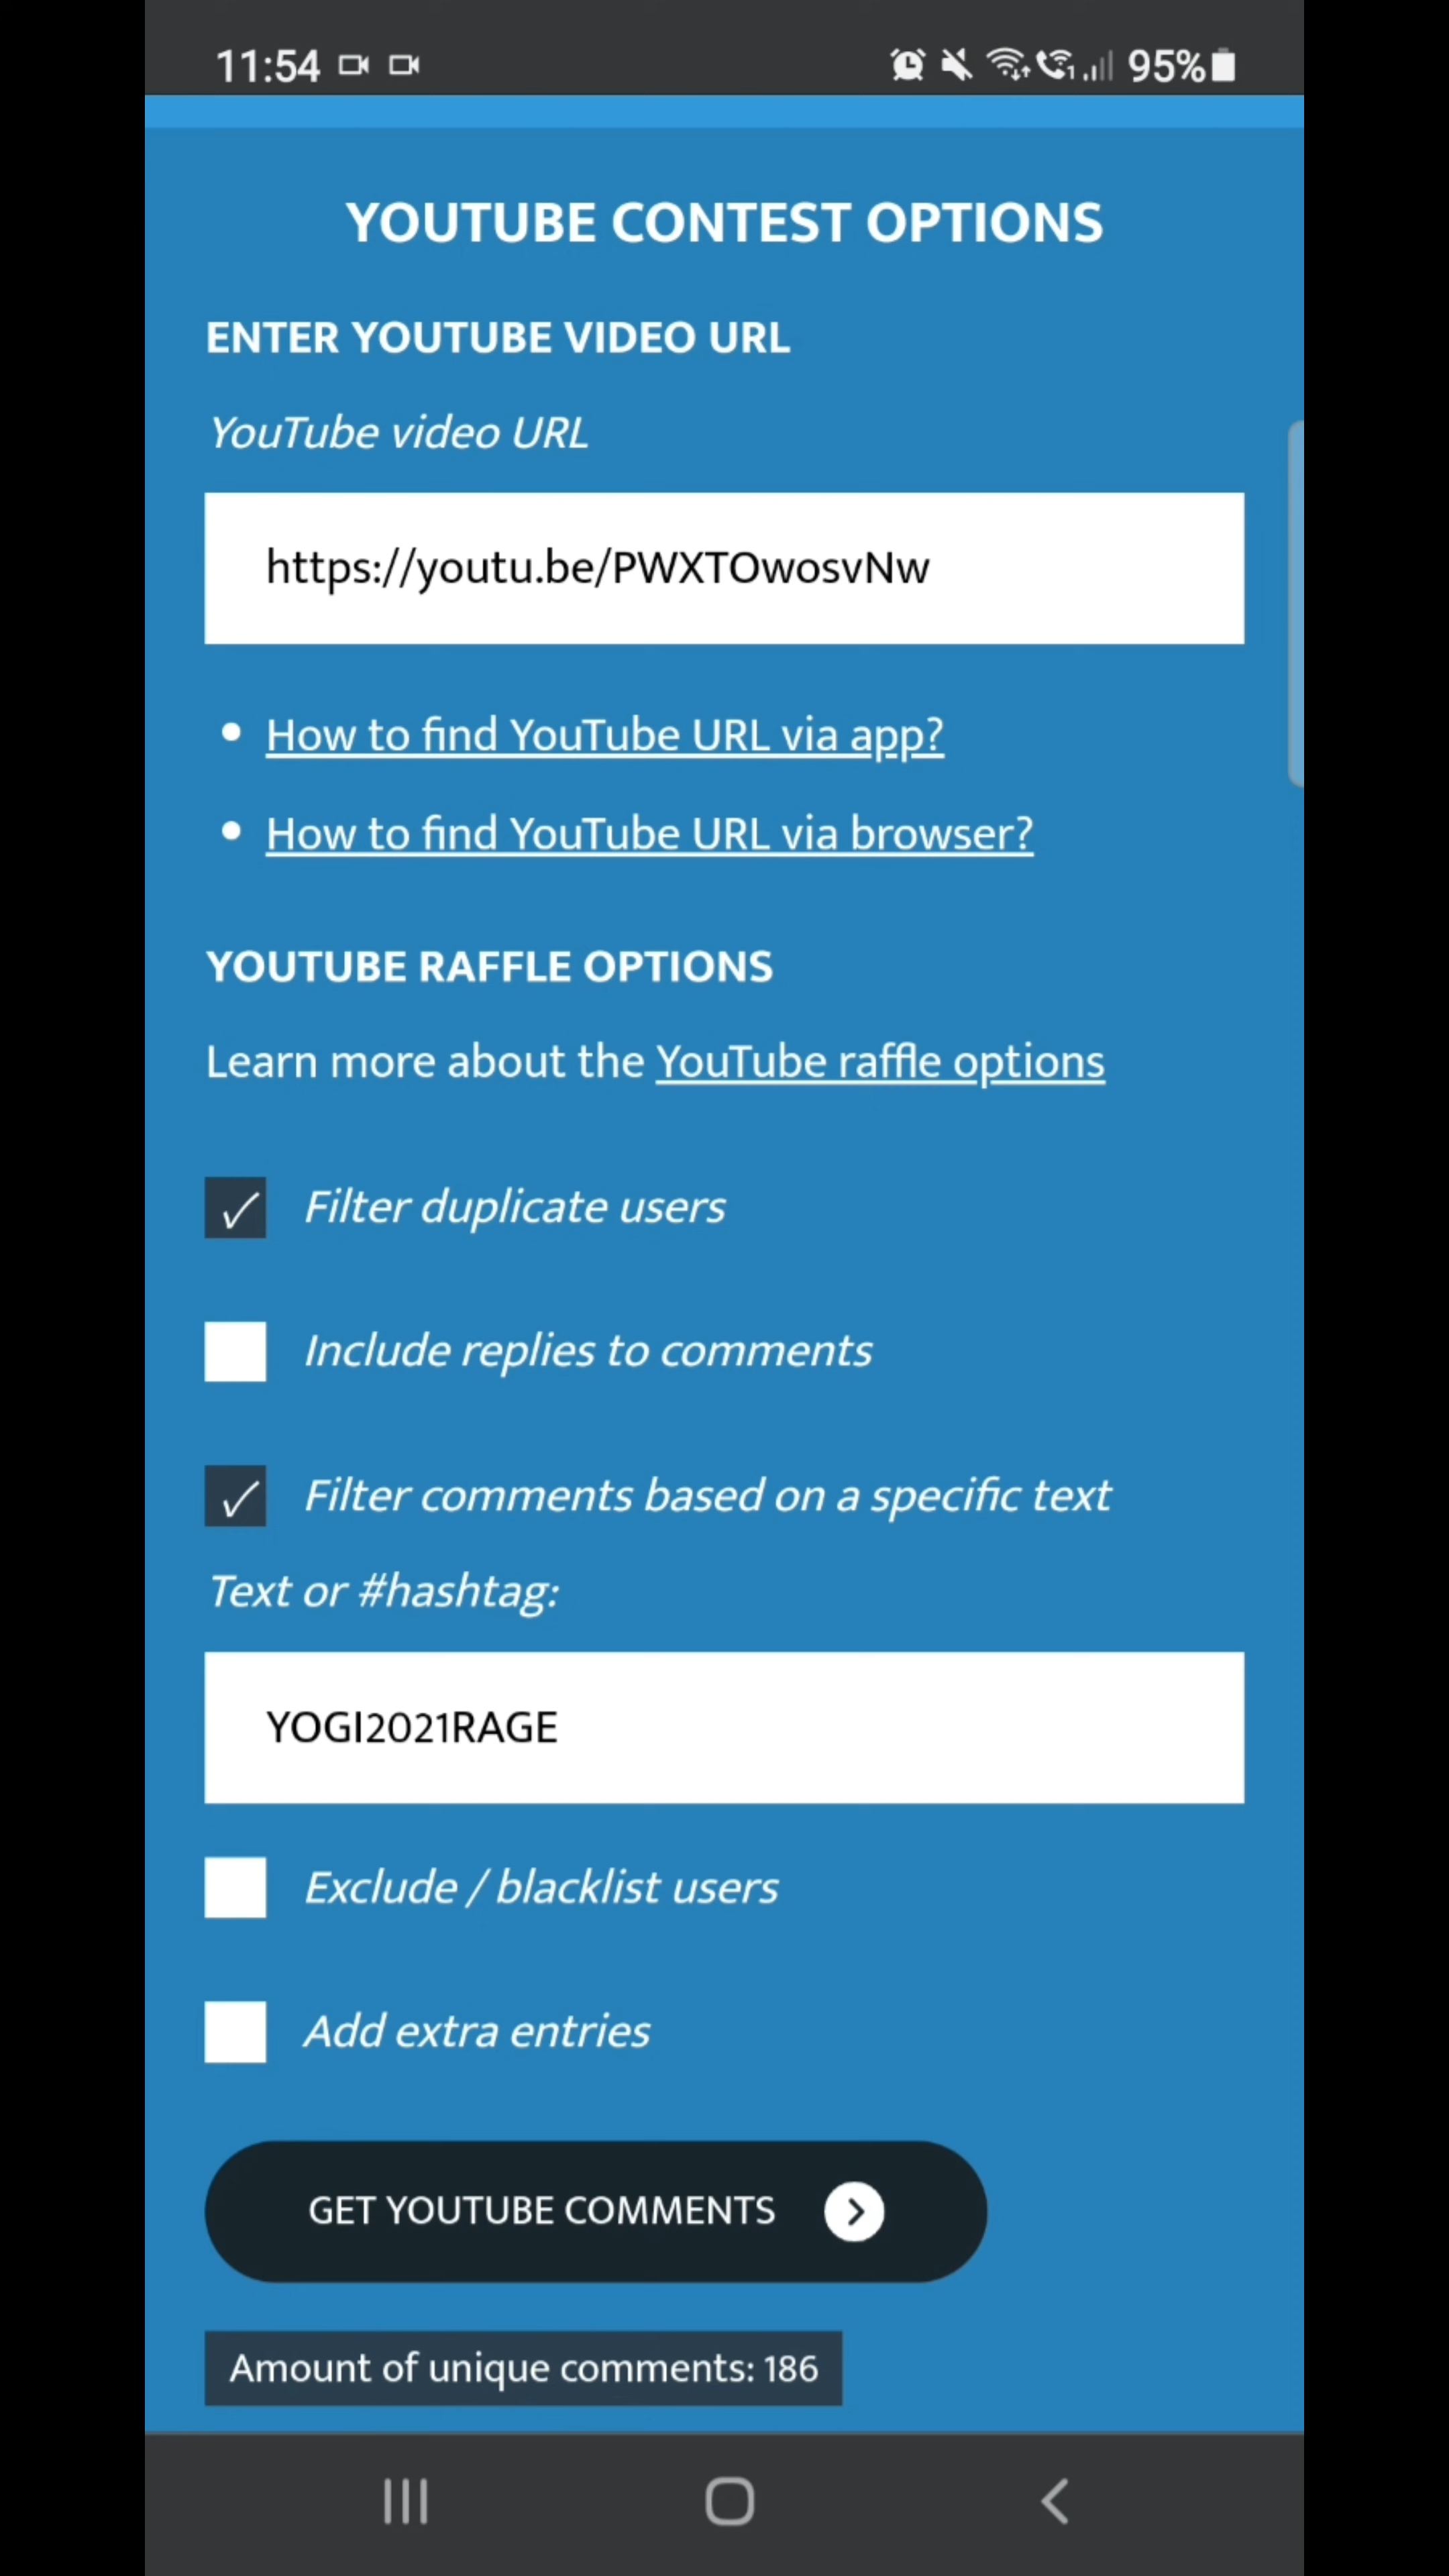 11:54 95%
YOUTUBE CONTEST OPTIONS
ENTER YOUTUBE VIDEO URL
YouTube video URL
https://youtu.be/PWXTOwosvNw
How to find YouTube URL via app?
How to find YouTube URL via browser?
YOUTUBE RAFFLE OPTIONS
Learn more about the YouTube raffle options
Filter duplicate users
Include replies to comments
Filter comments based on a specific text
Text or #hashtag:
YOGI2021RAGE
Exclude / blacklist users
Add extra entries
GET YOUTUBE COMMENTS
Amount of unique comments: 186